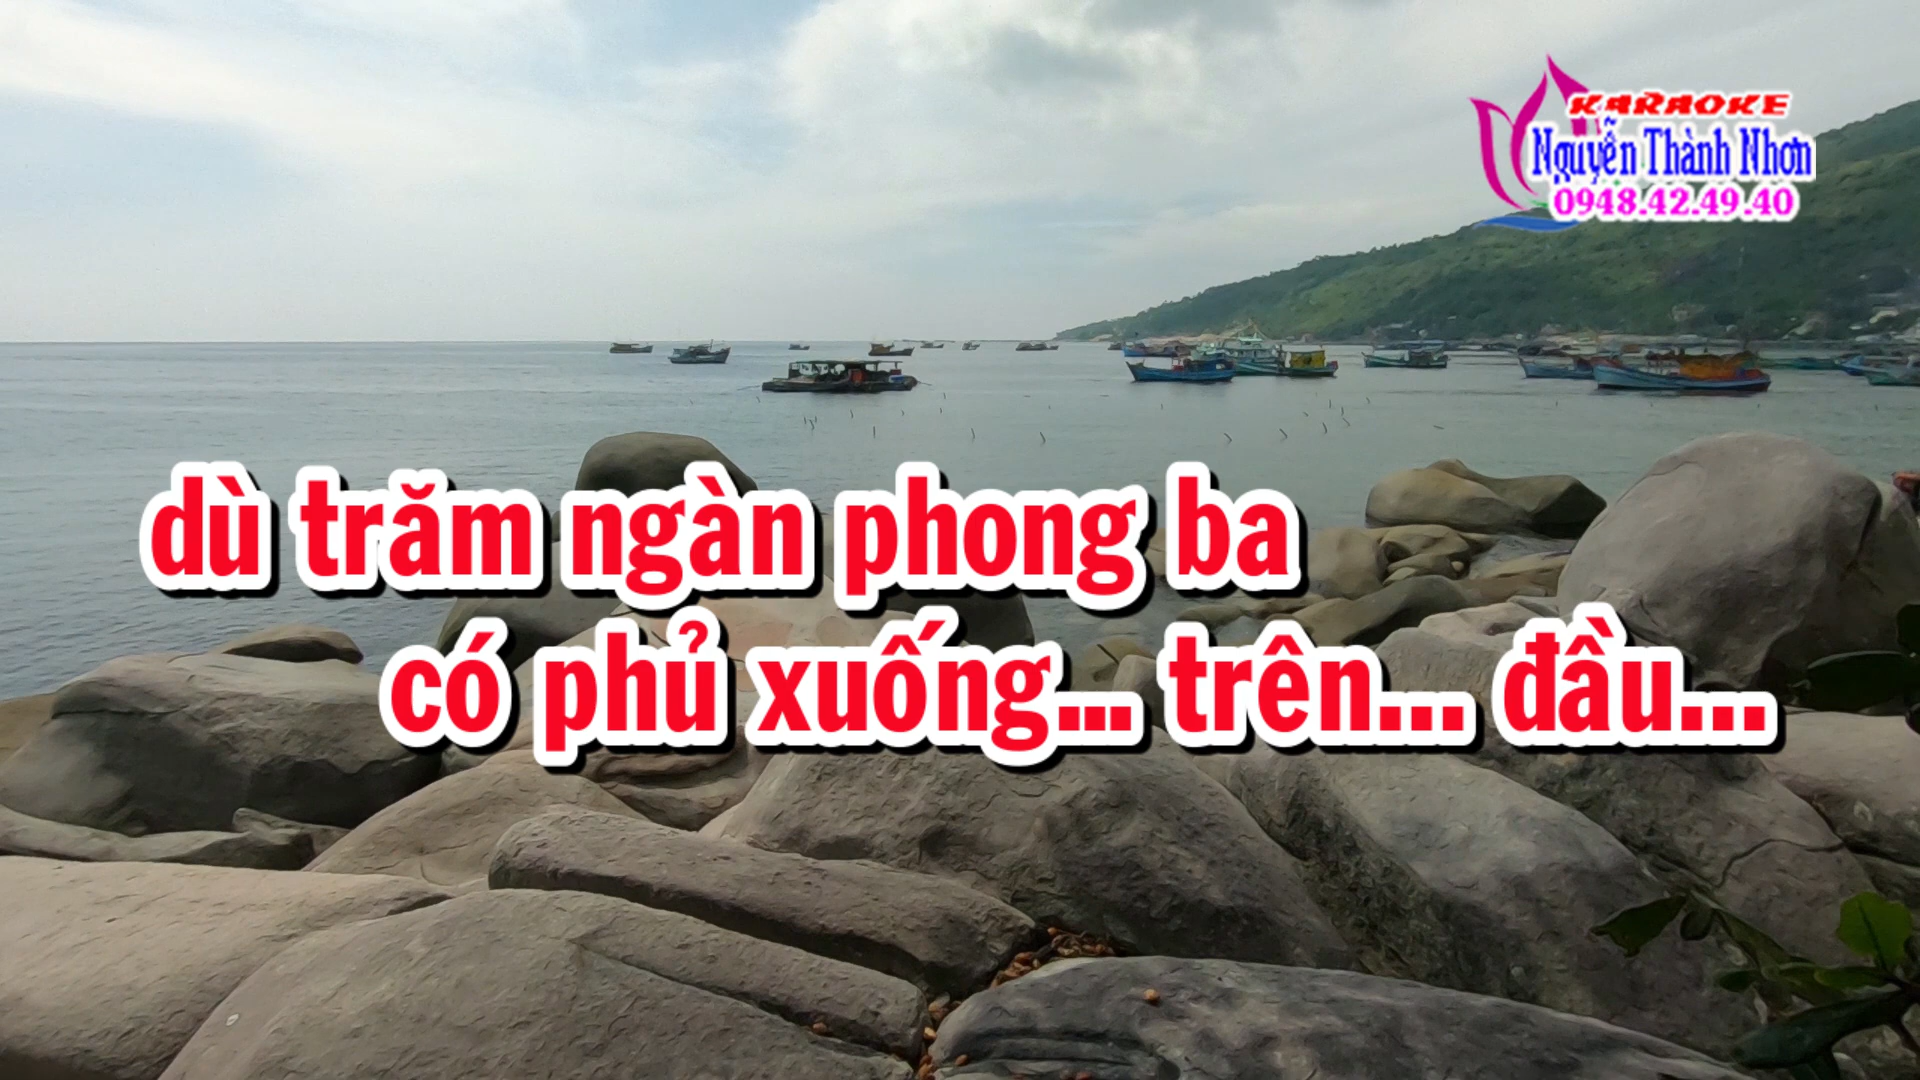 KARAOKE
Nguyễn Thành Nhơn
0948.42.49.40
dù trăm ngàn phong ba
có phủ xuống... trên... đầu...